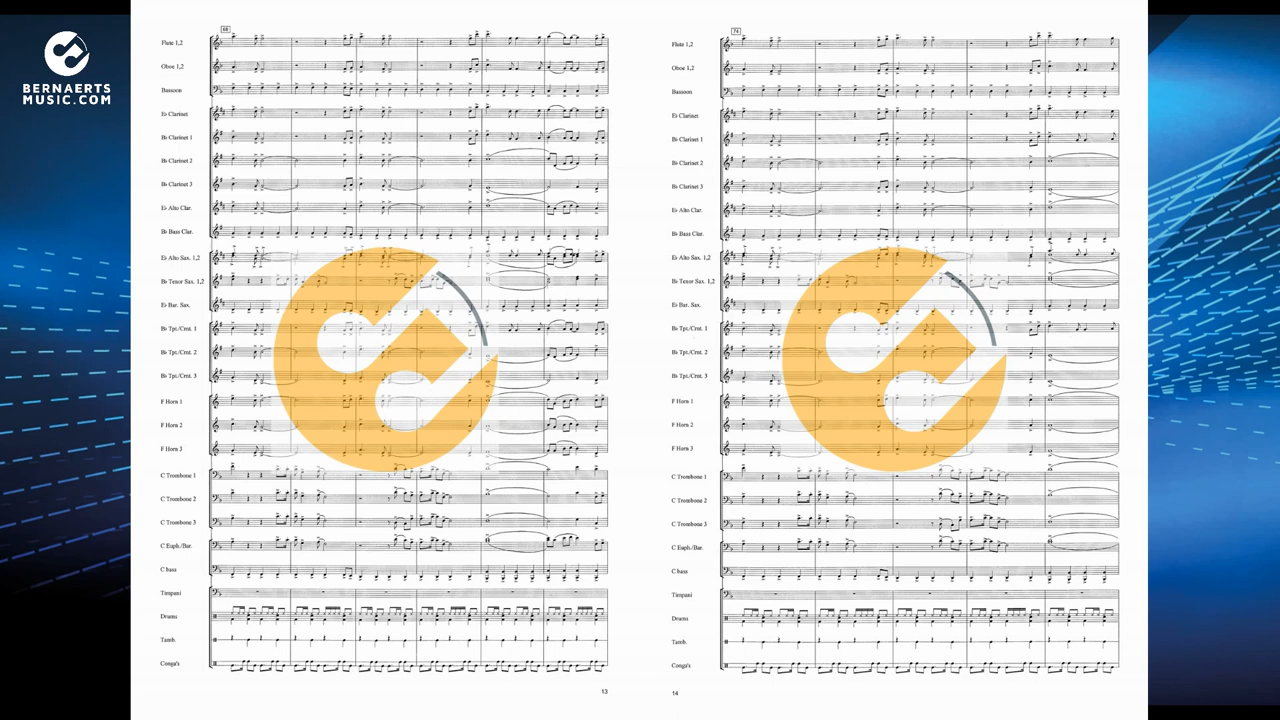 BERNAERTS
MUSIC.COM
68
Flute 1,2
Oboe 1,2
Bassoon
E♭ Clarinet
B♭ Clarinet 1
B♭ Clarinet 2
B♭ Clarinet 3
E♭ Alto Clar.
B♭ Bass Clar.
E♭ Alto Sax. 1,2
B♭ Tenor Sax. 1,2
E♭ Bar. Sax.
B♭ Tpt./Crnt. 1
B♭ Tpt./Crnt. 2
B♭ Tpt./Crnt. 3
F Horn 1
F Horn 2
F Horn 3
C Trombone 1
C Trombone 2
C Trombone 3
C Euph./Bar.
C bass
Timpani
Drums
Tamb.
Conga's
13
74
Flute 1,2
Oboe 1,2
Bassoon
E♭ Clarinet
B♭ Clarinet 1
B♭ Clarinet 2
B♭ Clarinet 3
E♭ Alto Clar.
B♭ Bass Clar.
E♭ Alto Sax. 1,2
B♭ Tenor Sax. 1,2
E♭ Bar. Sax.
B♭ Tpt./Crnt. 1
B♭ Tpt./Crnt. 2
B♭ Tpt./Crnt. 3
F Horn 1
F Horn 2
F Horn 3
C Trombone 1
C Trombone 2
C Trombone 3
C Euph./Bar.
C bass
Timpani
Drums
Tamb.
Conga's
14